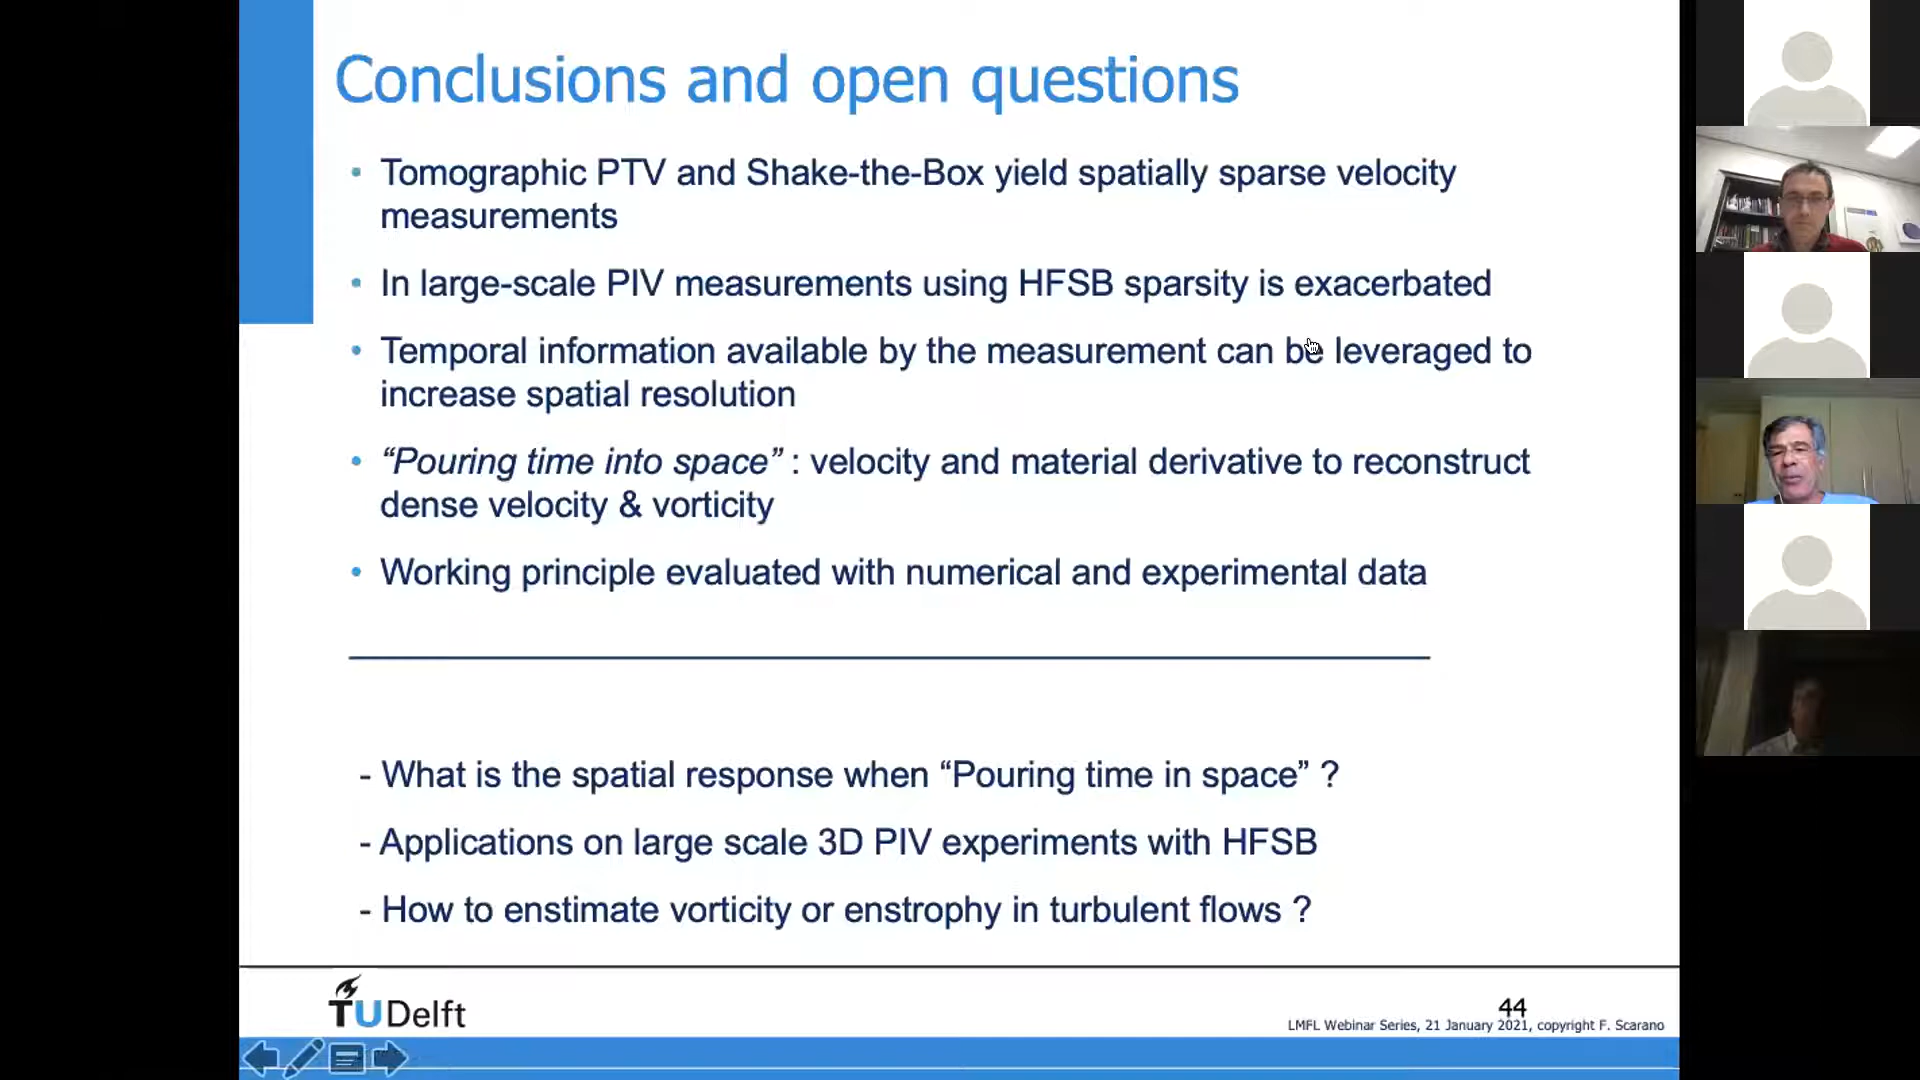 Conclusions and open questions
• Tomographic PTV and Shake-the-Box yield spatially sparse velocity
measurements
• In large-scale PIV measurements using HFSB sparsity is exacerbated
• Temporal information available by the measurement can be leveraged to
increase spatial resolution
• “Pouring time into space” : velocity and material derivative to reconstruct
dense velocity & vorticity
• Working principle evaluated with numerical and experimental data
- What is the spatial response when “Pouring time in space” ?
- Applications on large scale 3D PIV experiments with HFSB
- How to enstimate vorticity or enstrophy in turbulent flows ?
TUDelft
44
LMFL Webinar Series, 21 January 2021, copyright F. Scarano